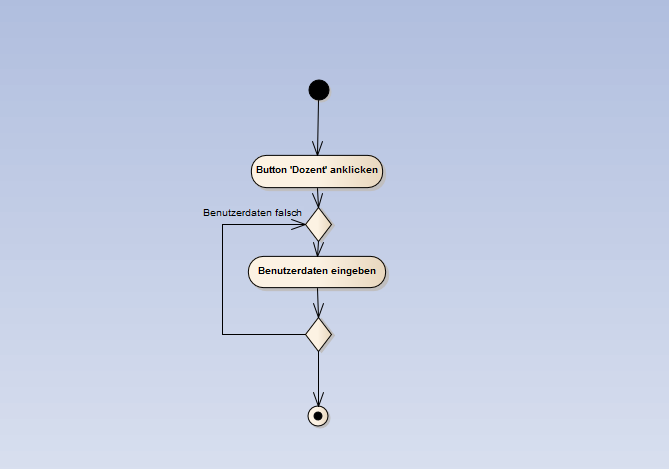 Button 'Dozent' anklicken
Benutzerdaten falsch
Benutzerdaten eingeben